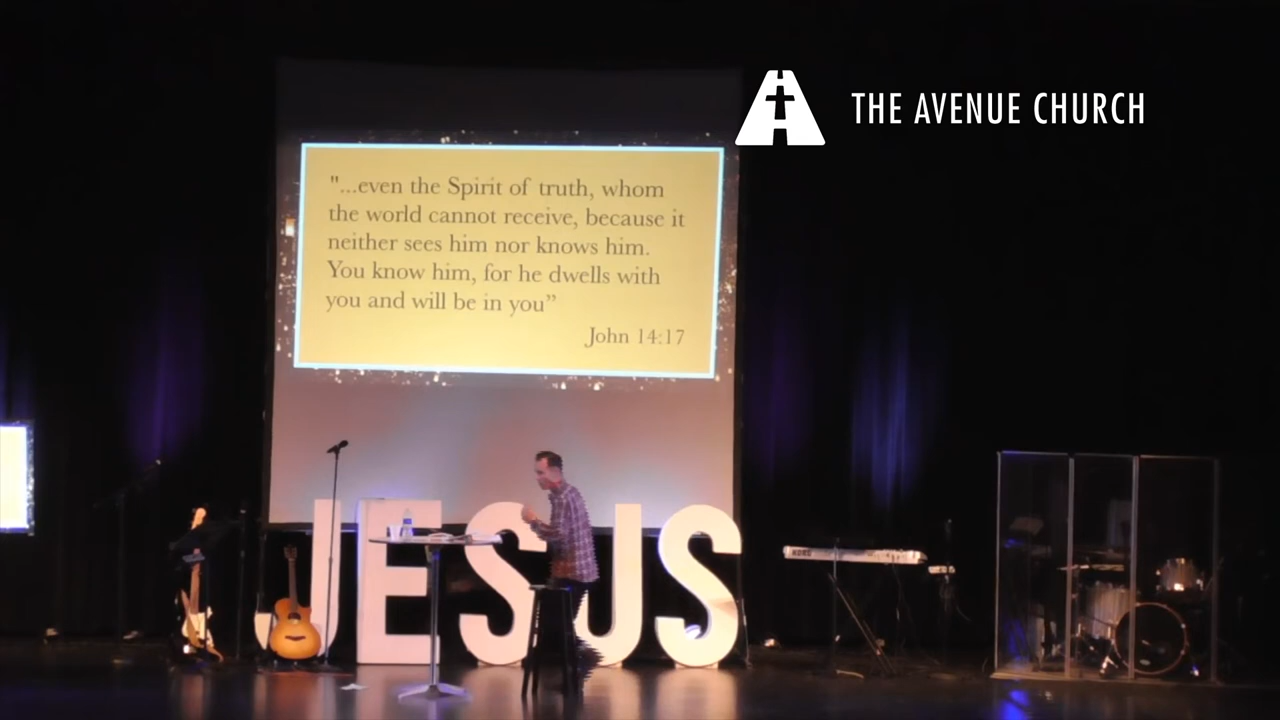 THE AVENUE CHURCH
"...even the Spirit of truth, whom
the world cannot receive, because it
neither sees him nor knows him.
You know him, for he dwells with
you and will be in you”
John 14:17
JESUS
KORG